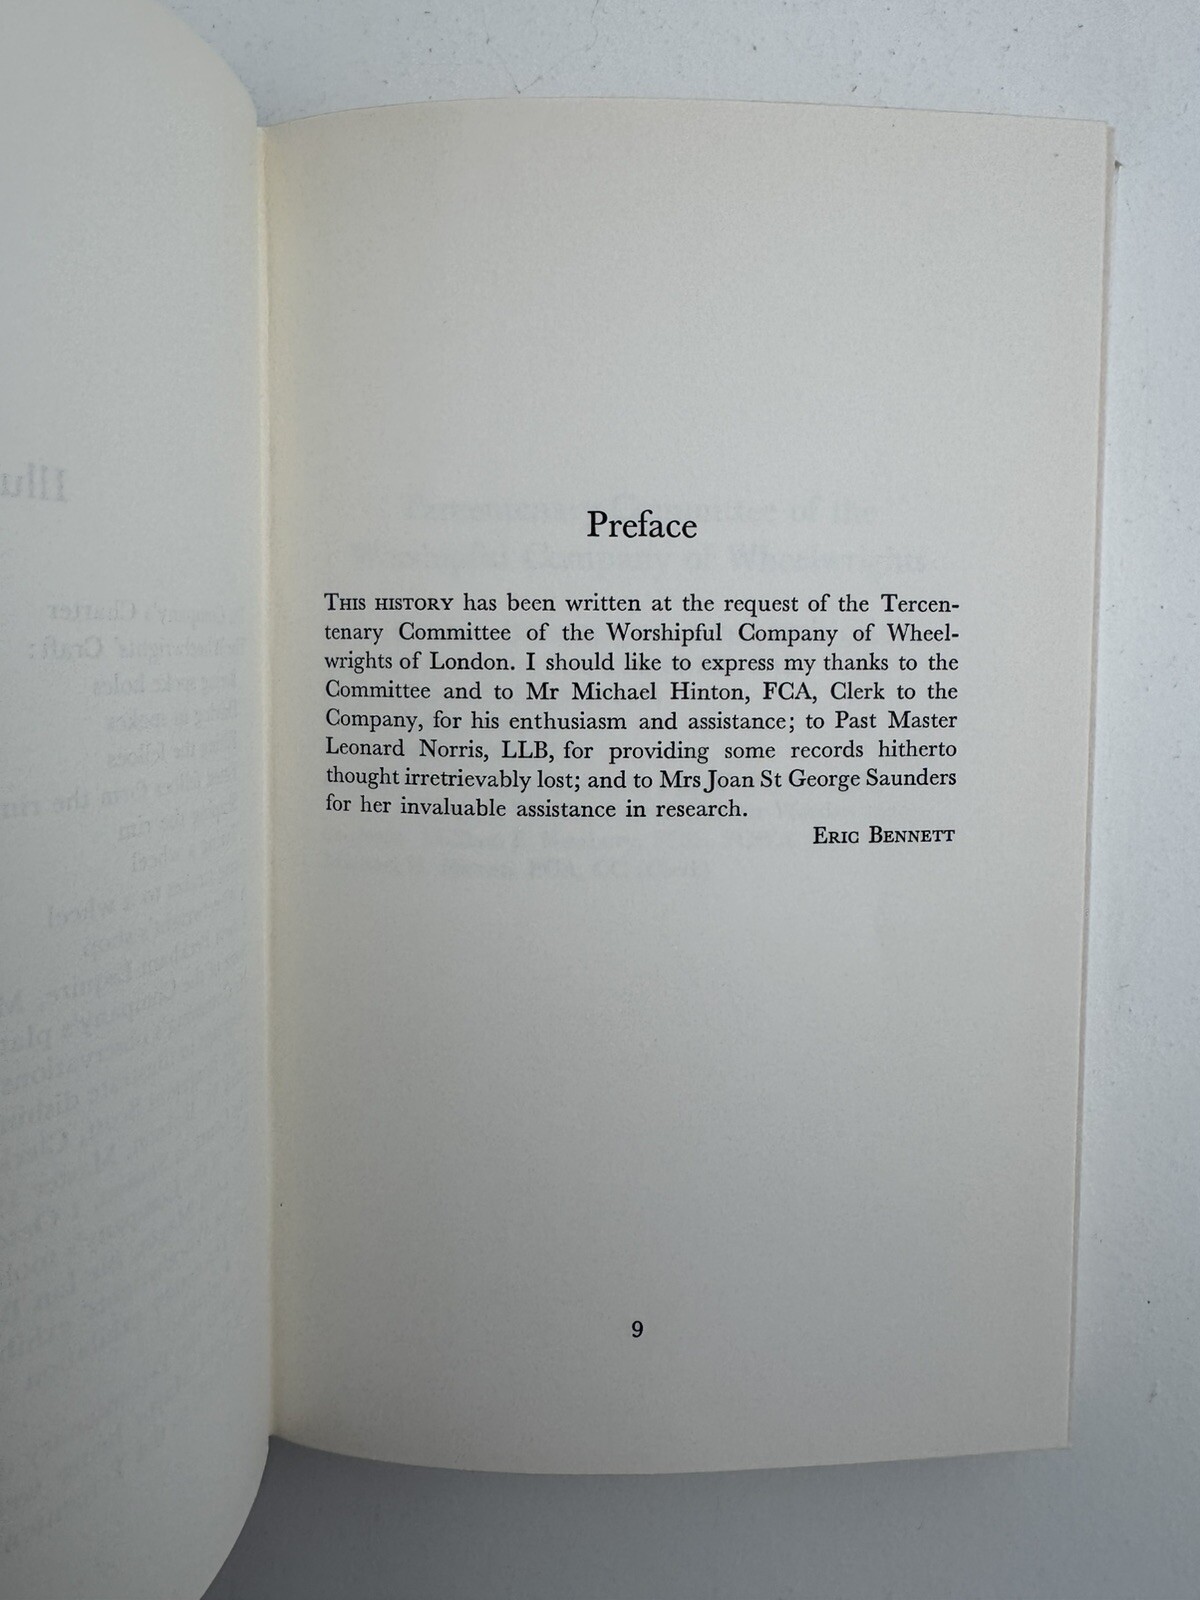 Preface
THIS HISTORY has been written at the request of the Tercen-
tenary Committee of the Worshipful Company of Wheel-
wrights of London. I should like to express my thanks to the
Committee and to Mr Michael Hinton, FCA, Clerk to the
Company, for his enthusiasm and assistance; to Past Master
Leonard Norris, LLB, for providing some records hitherto
thought irretrievably lost; and to Mrs Joan St George Saunders
for her invaluable assistance in research.
ERIC BENNETT
9